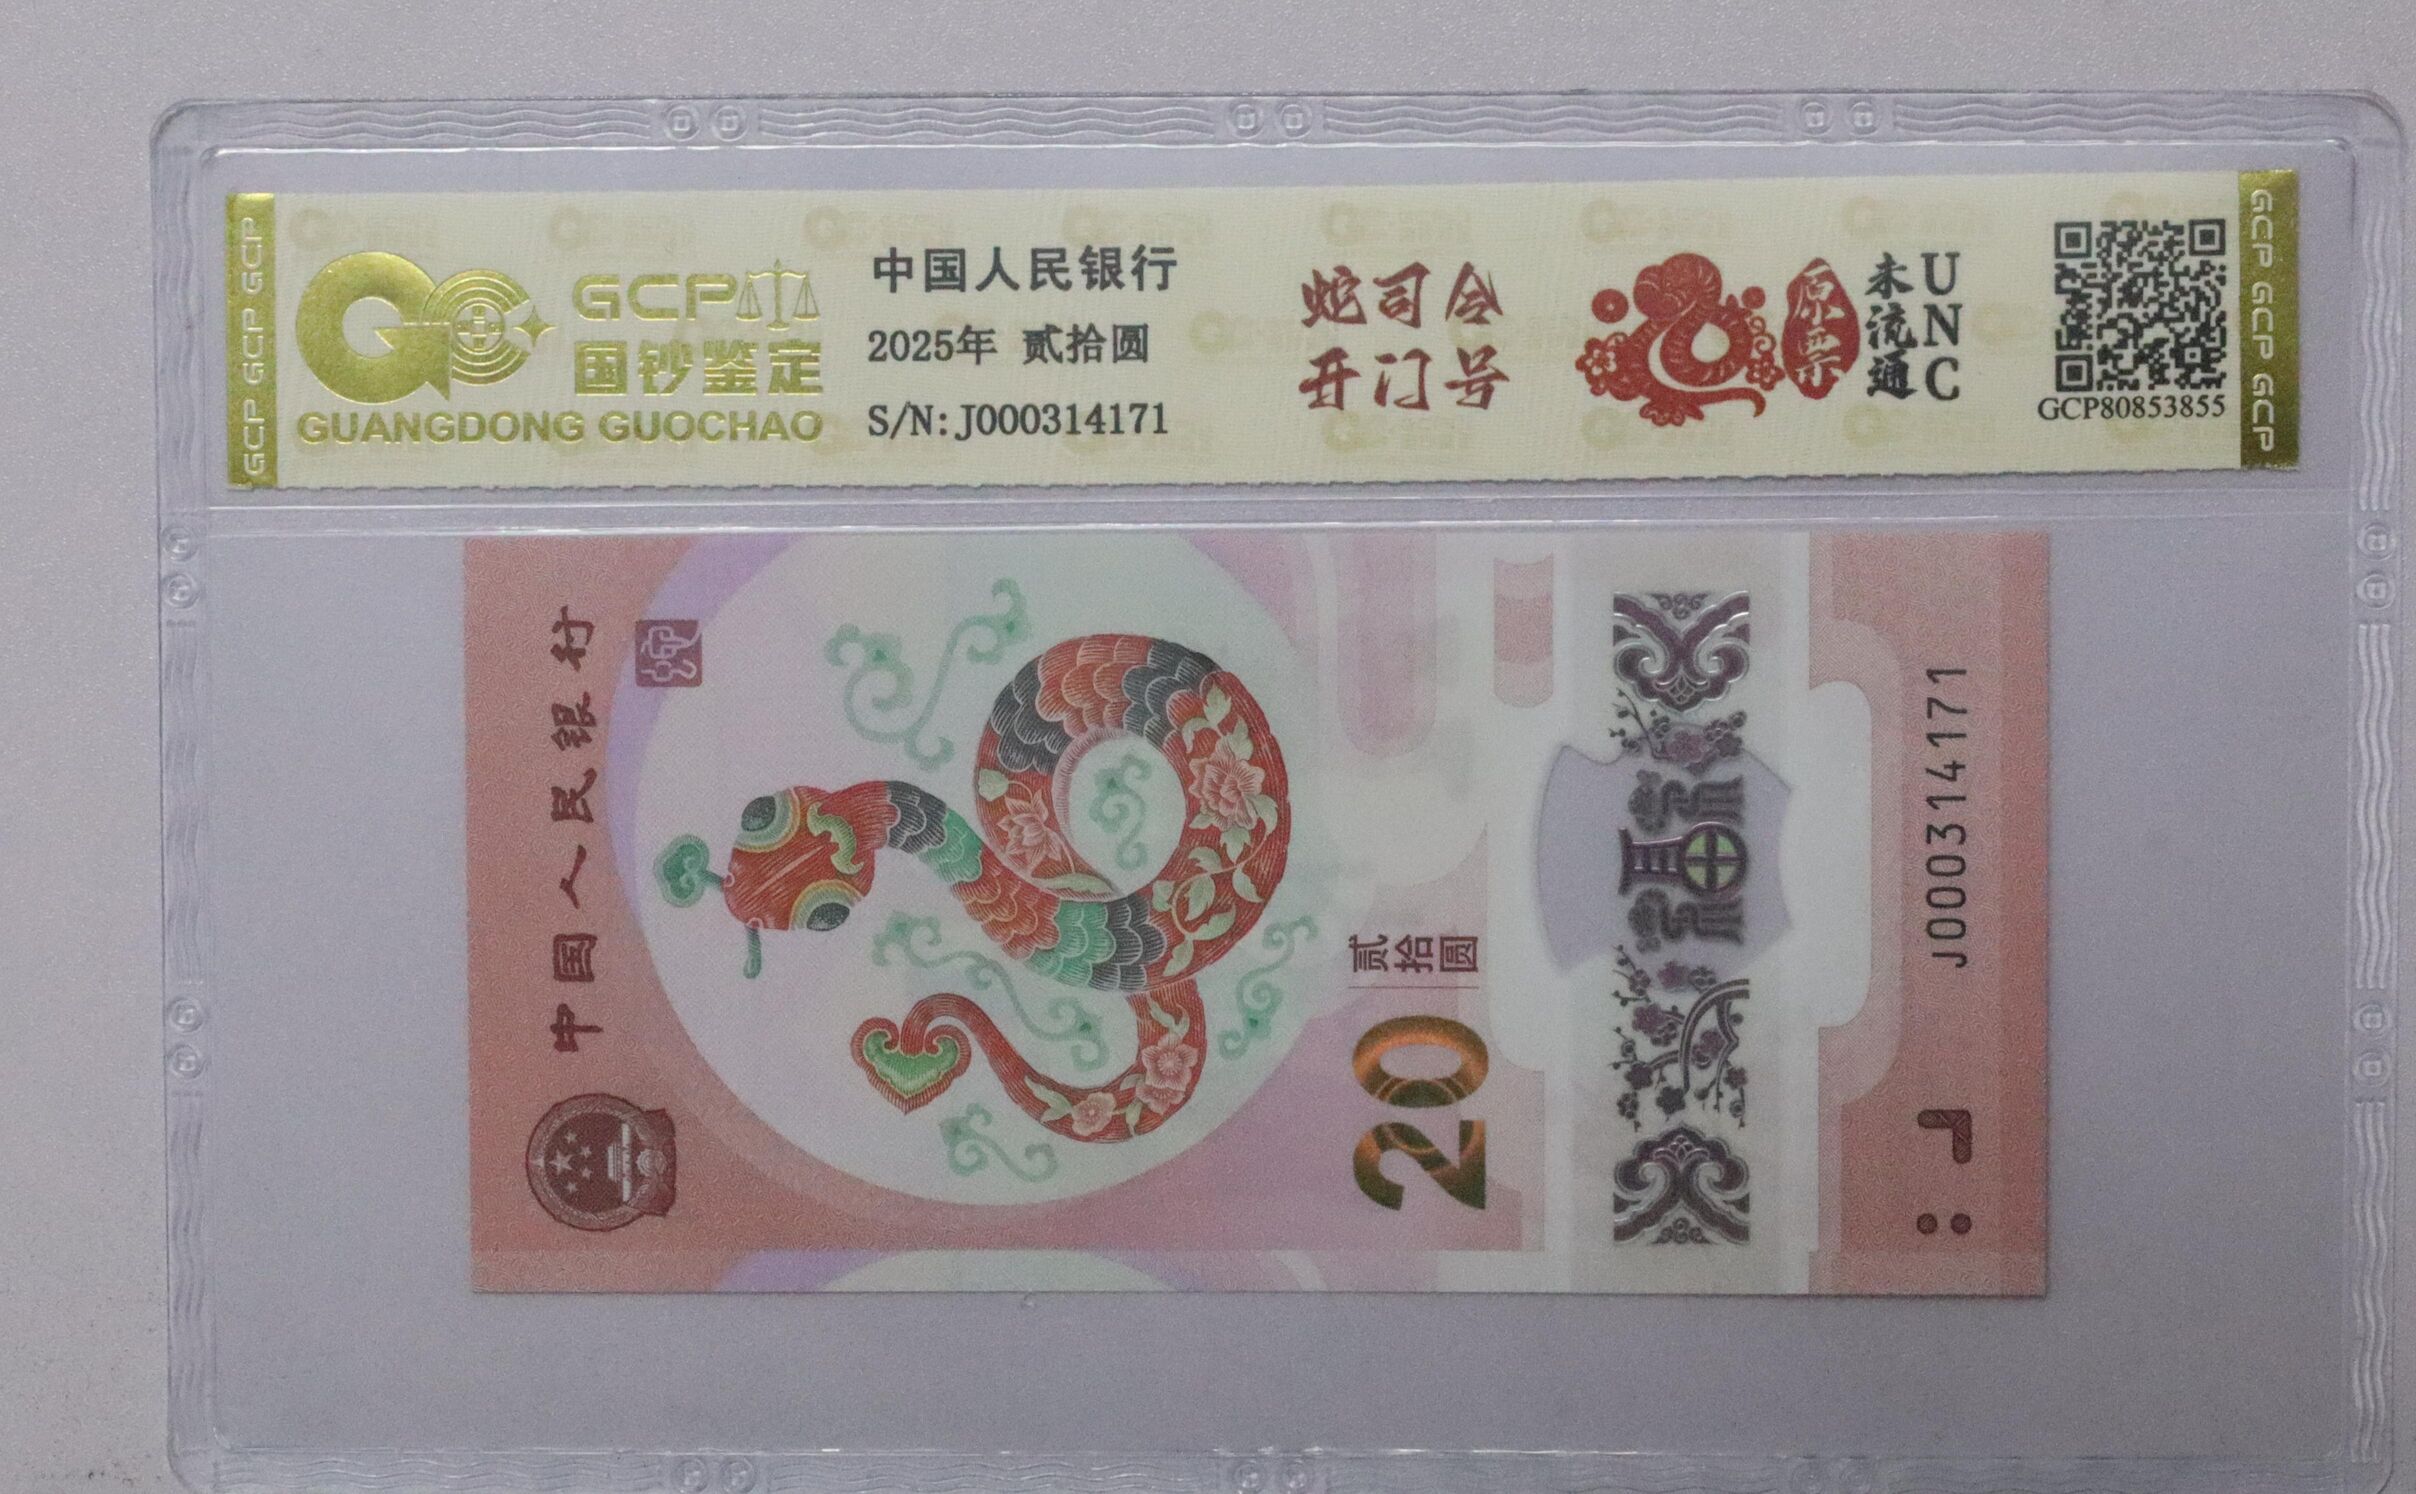 GCP GCP GCP
GCP
国钞鉴定
GUANGDONG GUOCHAO
中国人民银行
2025年 贰拾圆
S/N: J000314171
蛇司令
开门号
原票
未流通
UNC
GCP80853855
GCP GCP GCP
中国人民银行
贰拾圆
20
J000314171